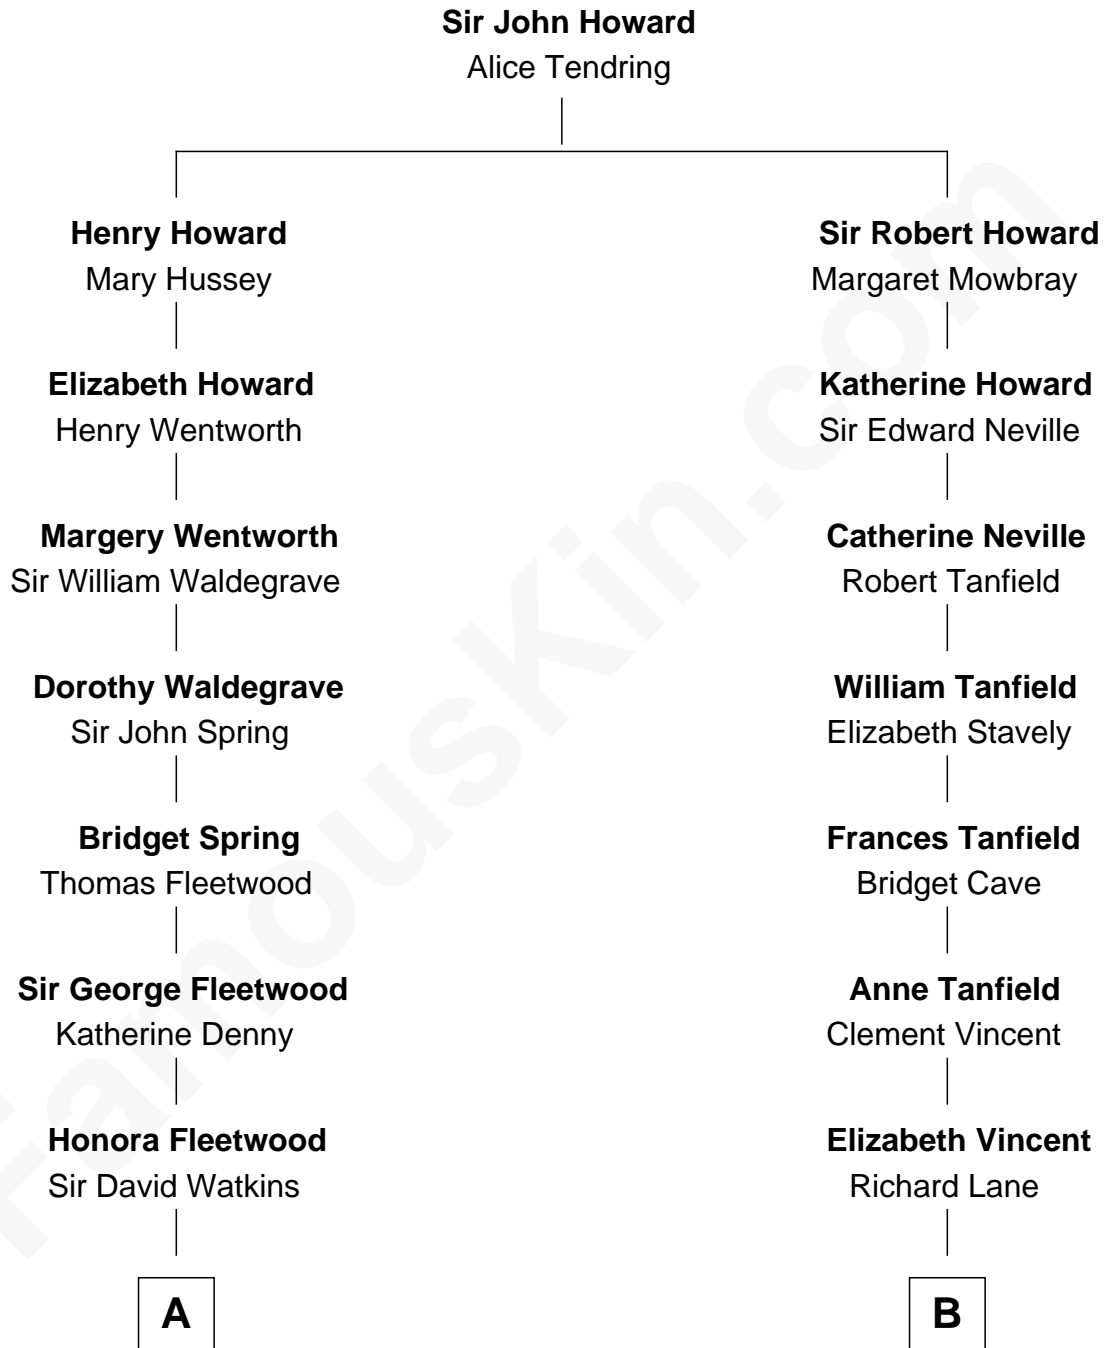 Sir John Howard
Alice Tendring
Henry Howard
Mary Hussey
Sir Robert Howard
Margaret Mowbray
Elizabeth Howard
Henry Wentworth
Katherine Howard
Sir Edward Neville
Margery Wentworth
Sir William Waldegrave
Catherine Neville
Robert Tanfield
Dorothy Waldegrave
Sir John Spring
William Tanfield
Elizabeth Stavely
Bridget Spring
Thomas Fleetwood
Frances Tanfield
Bridget Cave
Sir George Fleetwood
Katherine Denny
Anne Tanfield
Clement Vincent
Honora Fleetwood
Sir David Watkins
Elizabeth Vincent
Richard Lane
A
B
FamousKin.com